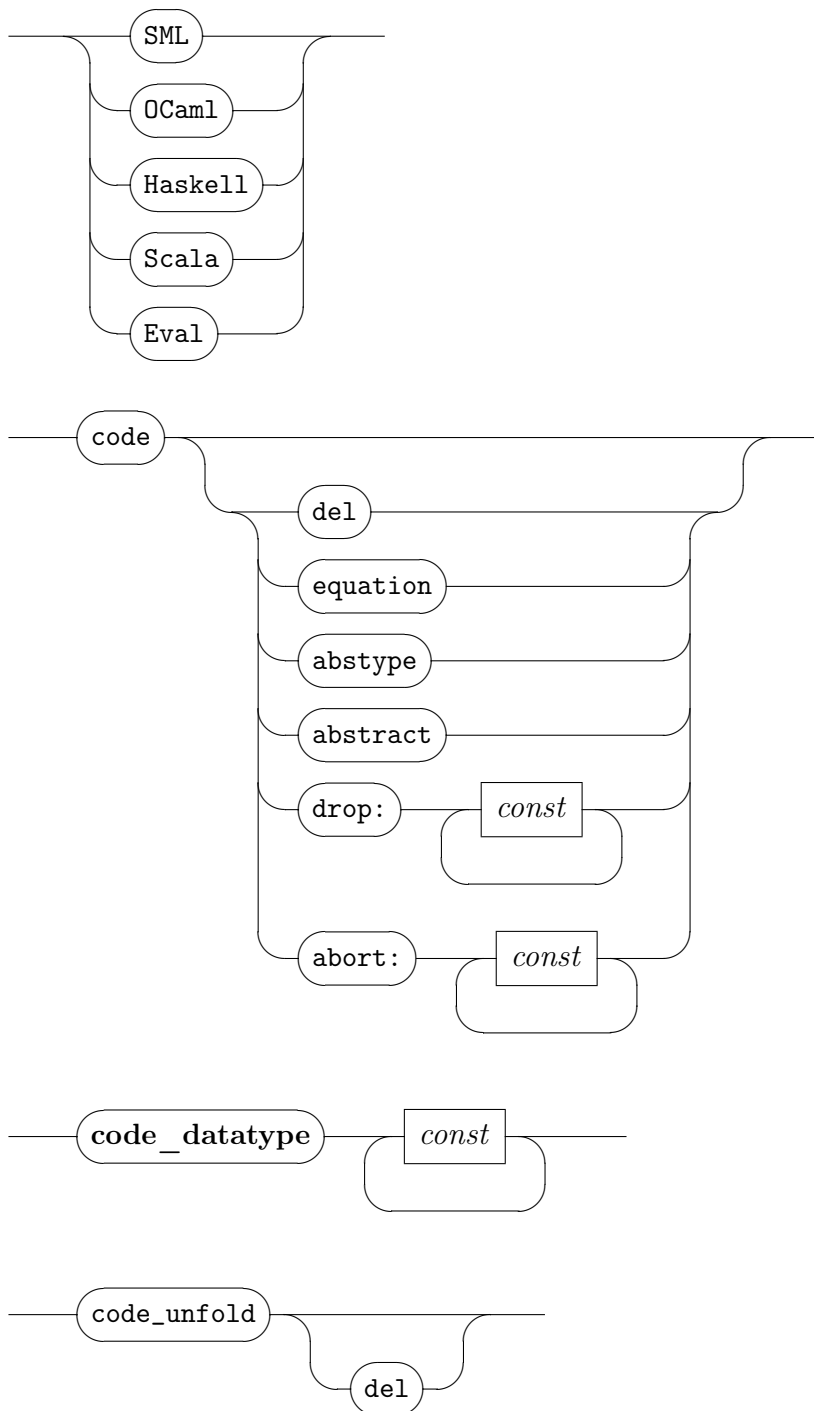 SML
OCaml
Haskell
Scala
Eval
code
del
equation
abstype
abstract
drop: const
abort: const
code_datatype const
code_unfold
del